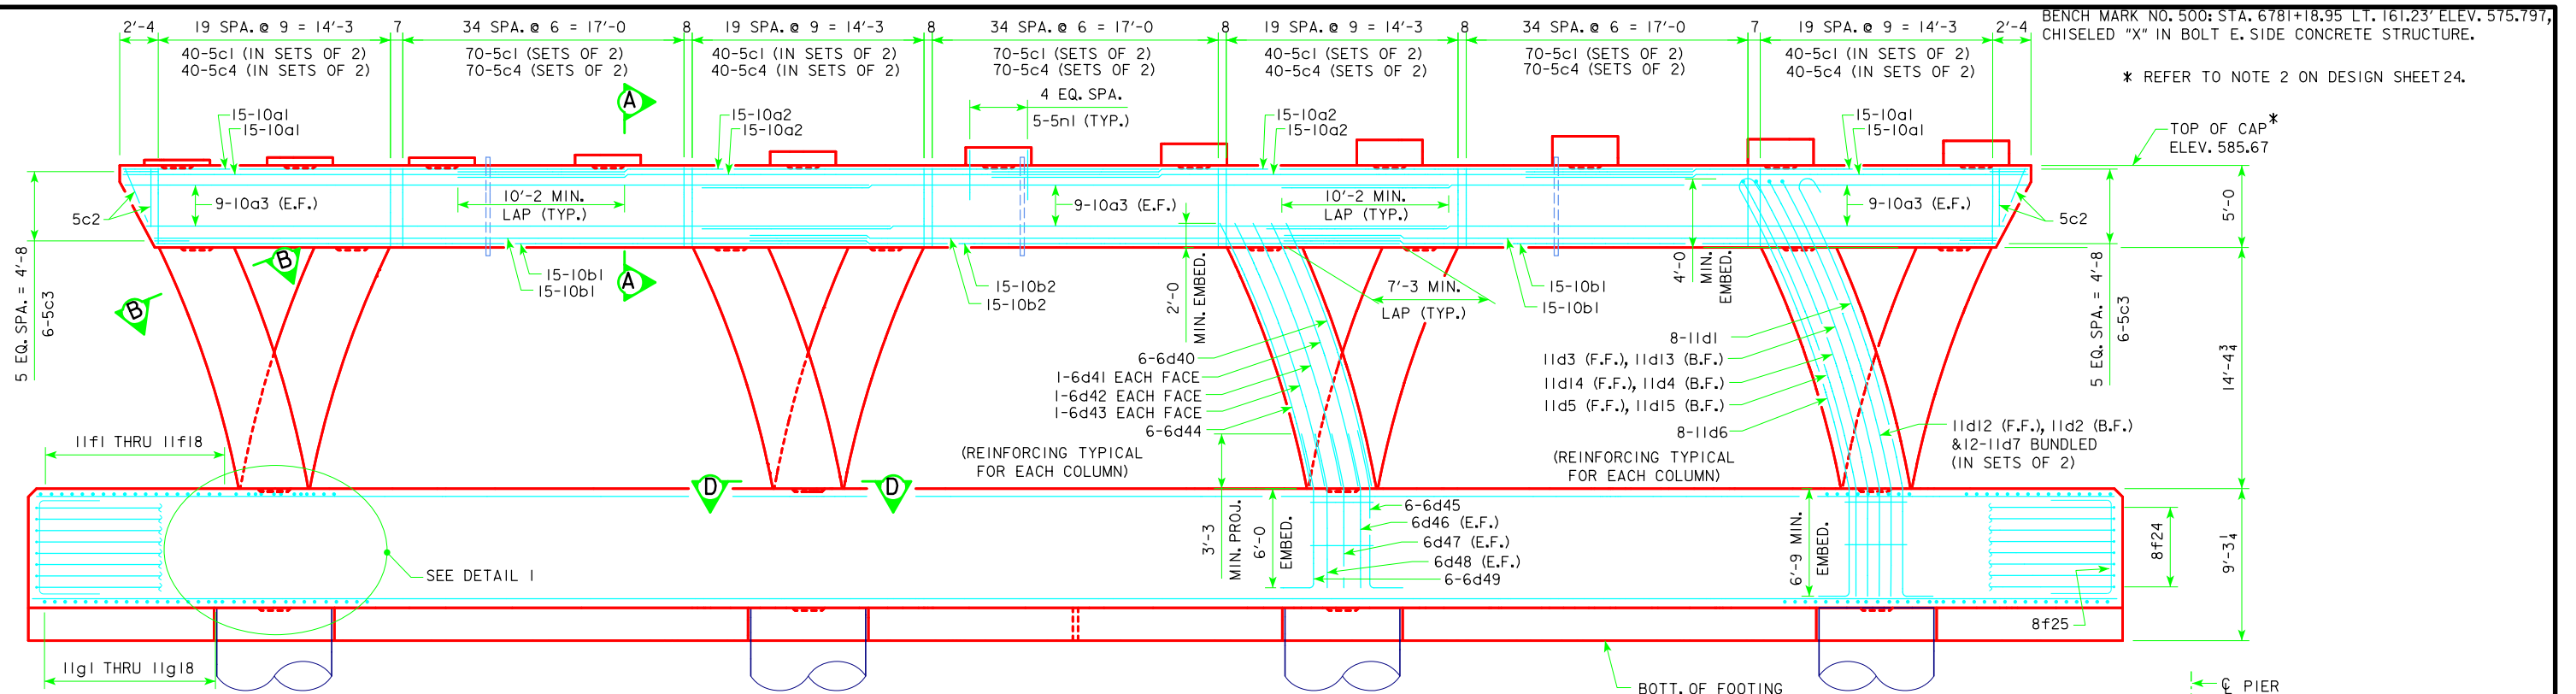 2'-4
19 SPA. @ 9 = 14'-3
7
34 SPA. @ 6 = 17'-0
8
19 SPA. @ 9 = 14'-3
8
34 SPA. @ 6 = 17'-0
8
19 SPA. @ 9 = 14'-3
8
34 SPA. @ 6 = 17'-0
7
19 SPA. @ 9 = 14'-3
2'-4
BENCH MARK NO. 500: STA. 6781+18.95 LT. 161.23' ELEV. 575.797,
CHISELED "X" IN BOLT E. SIDE CONCRETE STRUCTURE.
40-5c1 (IN SETS OF 2)
40-5c4 (IN SETS OF 2)
70-5c1 (SETS OF 2)
70-5c4 (SETS OF 2)
40-5c1 (IN SETS OF 2)
40-5c4 (IN SETS OF 2)
70-5c1 (SETS OF 2)
70-5c4 (SETS OF 2)
40-5c1 (SETS OF 2)
40-5c4 (SETS OF 2)
70-5c1 (SETS OF 2)
70-5c4 (SETS OF 2)
40-5c1 (IN SETS OF 2)
40-5c4 (IN SETS OF 2)
* REFER TO NOTE 2 ON DESIGN SHEET 24.
A
4 EQ. SPA.
5-5n1 (TYP.)
15-10a1
15-10a1
15-10a2
15-10a2
15-10a2
15-10a2
15-10a1
15-10a1
TOP OF CAP*
ELEV. 585.67
5c2
9-10a3 (E.F.)
10'-2 MIN.
LAP (TYP.)
9-10a3 (E.F.)
10'-2 MIN.
LAP (TYP.)
9-10a3 (E.F.)
5c2
5'-0
B
B
A
15-10b1
15-10b1
15-10b2
15-10b2
2'-0
MIN. EMBED.
7'-3 MIN.
LAP (TYP.)
15-10b1
15-10b1
4'-0
MIN.
EMBED.
5 EQ. SPA. = 4'-8
6-5c3
5 EQ. SPA. = 4'-8
6-5c3
14'-4 3/4
6-6d40
1-6d41 EACH FACE
1-6d42 EACH FACE
1-6d43 EACH FACE
6-6d44
(REINFORCING TYPICAL
FOR EACH COLUMN)
8-11d1
11d3 (F.F.), 11d13 (B.F.)
11d14 (F.F.), 11d4 (B.F.)
11d5 (F.F.), 11d15 (B.F.)
8-11d6
(REINFORCING TYPICAL
FOR EACH COLUMN)
11d12 (F.F.), 11d2 (B.F.)
&12-11d7 BUNDLED
(IN SETS OF 2)
11f1 THRU 11f18
D
D
3'-3
MIN. PROJ.
6'-0
EMBED.
6-6d45
6d46 (E.F.)
6d47 (E.F.)
6d48 (E.F.)
6-6d49
6'-9 MIN.
EMBED.
8f24
9'-3 1/4
SEE DETAIL 1
8f25
11g1 THRU 11g18
BOTT. OF FOOTING
℄ PIER